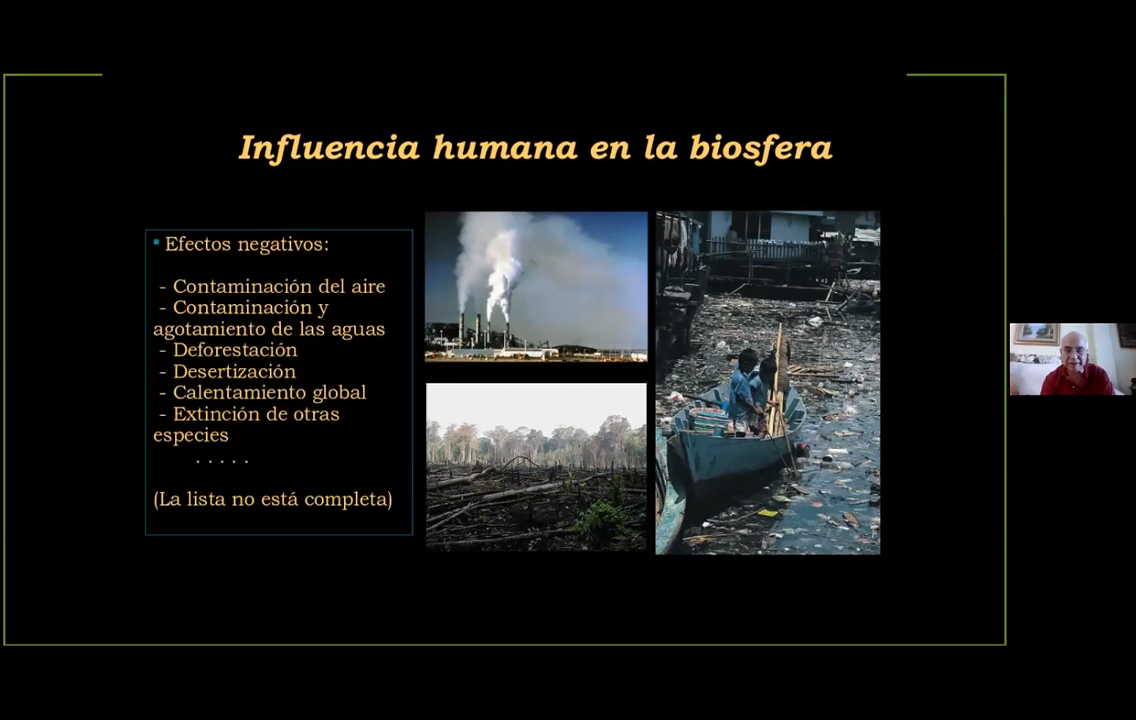 Influencia humana en la biosfera
▪ Efectos negativos:
- Contaminación del aire
- Contaminación y
agotamiento de las aguas
- Deforestación
- Desertización
- Calentamiento global
- Extinción de otras
especies
. . . . .
(La lista no está completa)